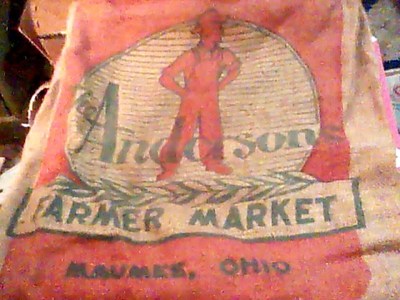 The Andersons
FARMER MARKET
MAUMEE, OHIO